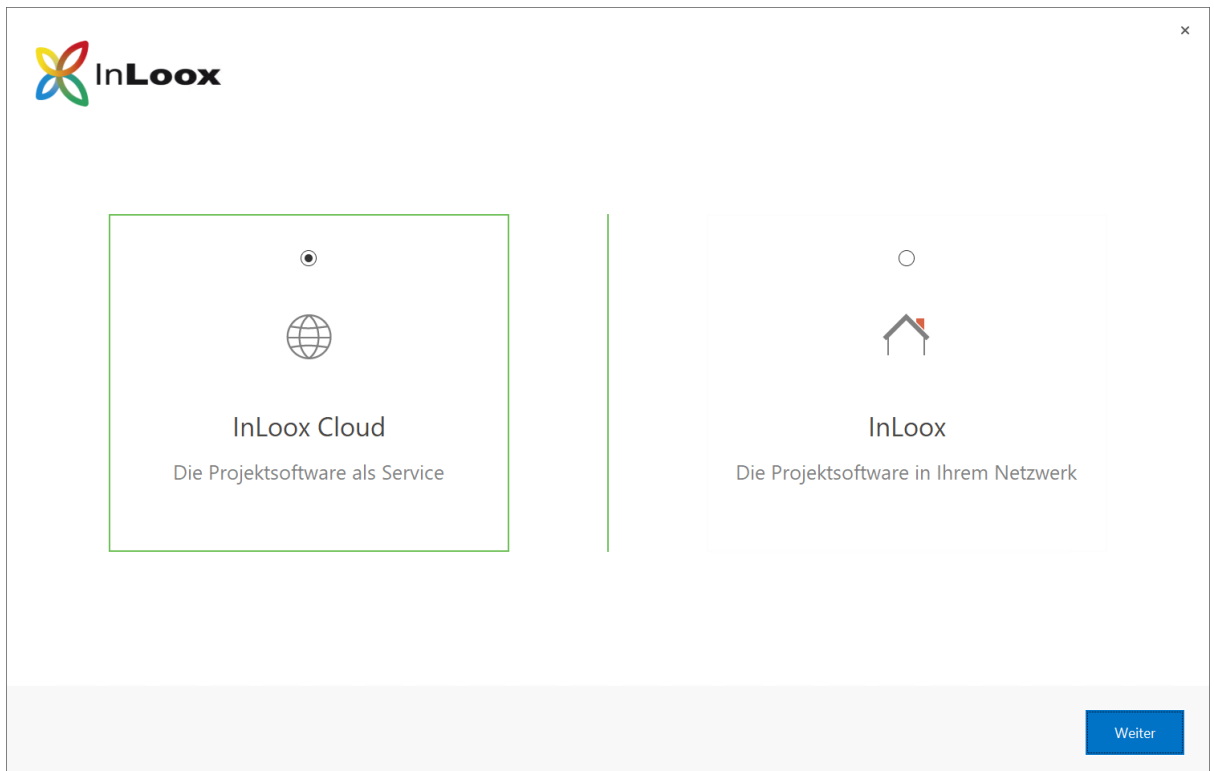 InLoox
InLoox Cloud
Die Projektsoftware als Service
InLoox
Die Projektsoftware in Ihrem Netzwerk
Weiter